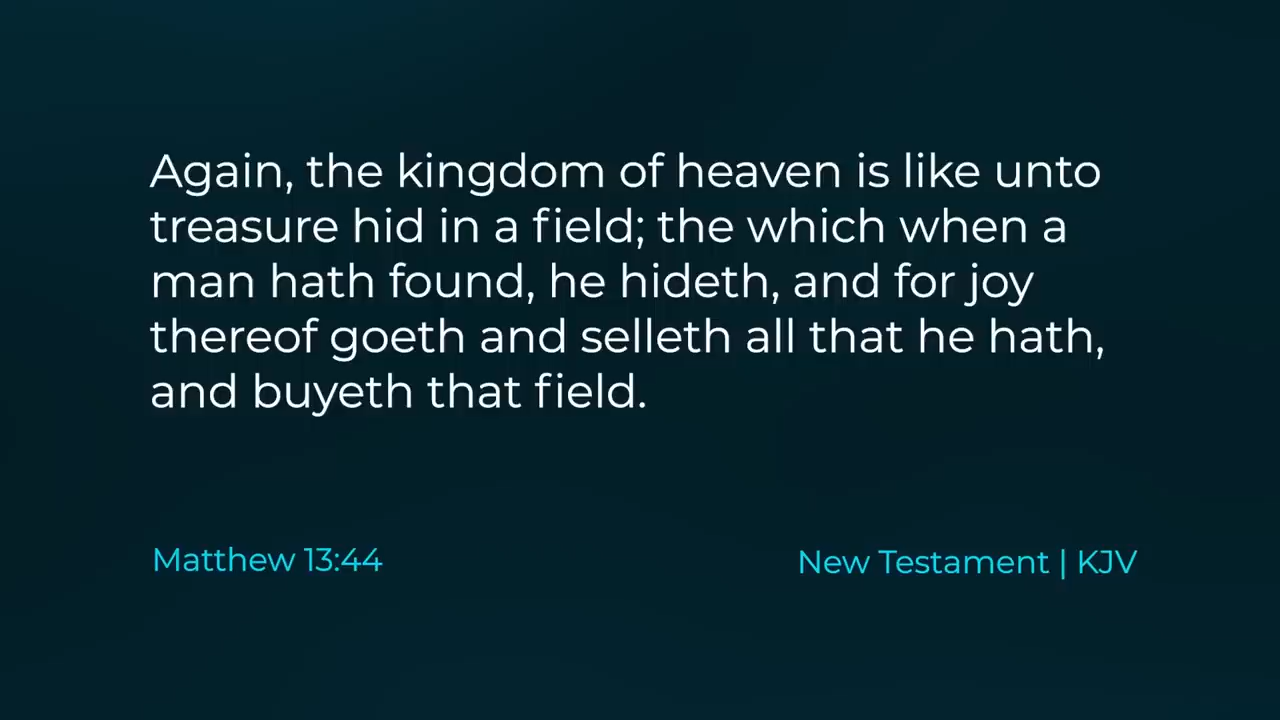 Again, the kingdom of heaven is like unto
treasure hid in a field; the which when a
man hath found, he hideth, and for joy
thereof goeth and selleth all that he hath,
and buyeth that field.
Matthew 13:44
New Testament | KJV